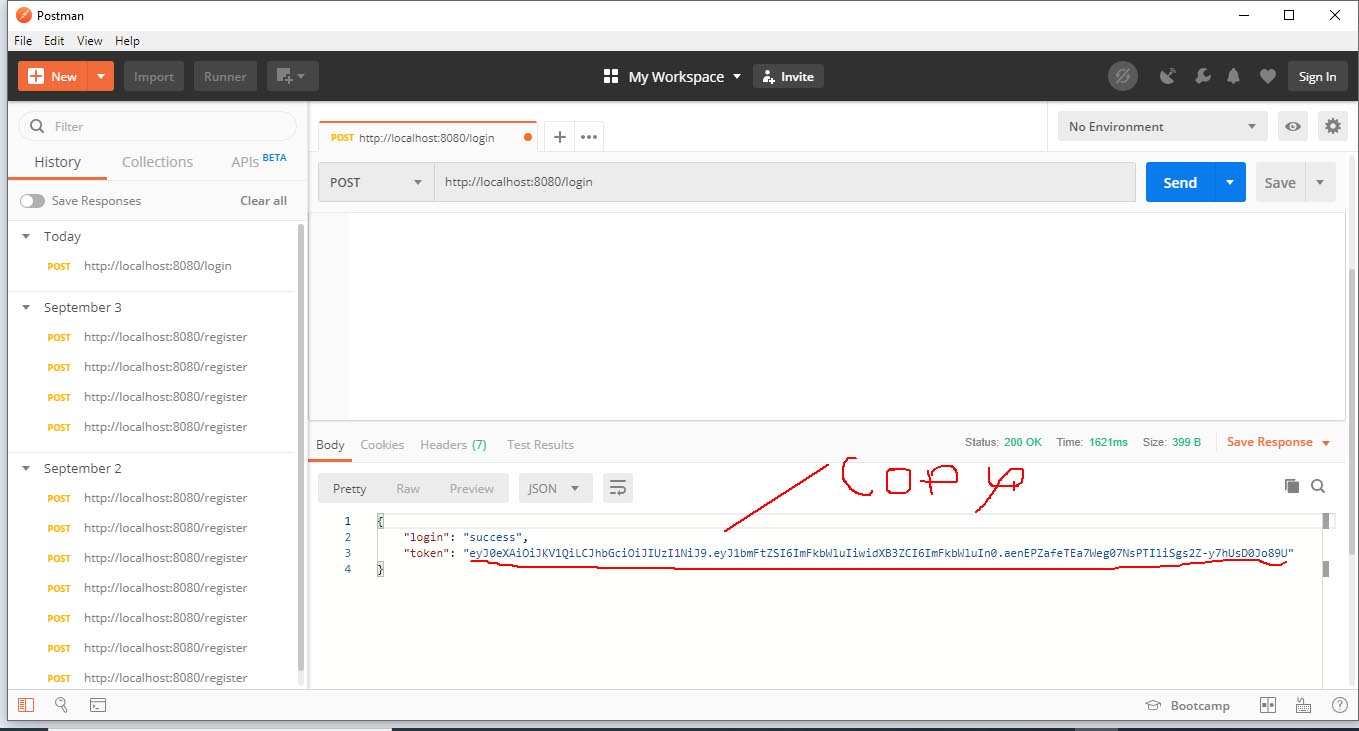 Postman
File Edit View Help
New Import Runner My Workspace Invite Sign In
Filter
History Collections APIs BETA
Save Responses Clear all
Today
POST http://localhost:8080/login
September 3
POST http://localhost:8080/register
POST http://localhost:8080/register
POST http://localhost:8080/register
POST http://localhost:8080/register
September 2
POST http://localhost:8080/register
POST http://localhost:8080/register
POST http://localhost:8080/register
POST http://localhost:8080/register
POST http://localhost:8080/register
POST http://localhost:8080/register
POST http://localhost:8080/register
POST http://localhost:8080/login
No Environment
POST http://localhost:8080/login Send Save
Body Cookies Headers (7) Test Results Status: 200 OK Time: 1621ms Size: 399 B Save Response
COPY
Pretty Raw Preview JSON
1 {
2 "login": "success",
3 "token": "eyJ0eXAiOiJKV1QiLCJhbGciOiJIUzI1NiJ9.eyJ1bmFtZSI6ImFkbWluIiwidXB3ZCI6ImFkbWluIn0.aenEPZafeTEa7Weg07NsPTIliSgs2Z-y7hUsD0Jo89U"
4 }
Bootcamp